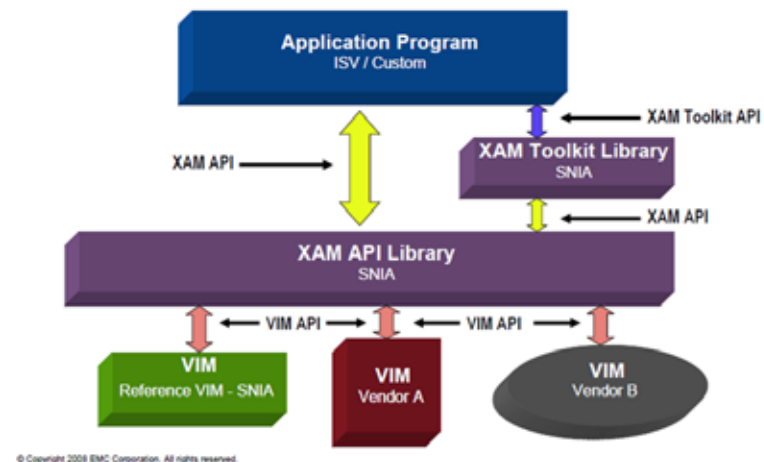 Application Program
ISV / Custom
XAM Toolkit API
XAM API
XAM Toolkit Library
SNIA
XAM API
XAM API Library
SNIA
VIM API
VIM API
VIM
Reference VIM - SNIA
VIM
Vendor A
VIM
Vendor B
© Copyright 2008 EMC Corporation. All rights reserved.